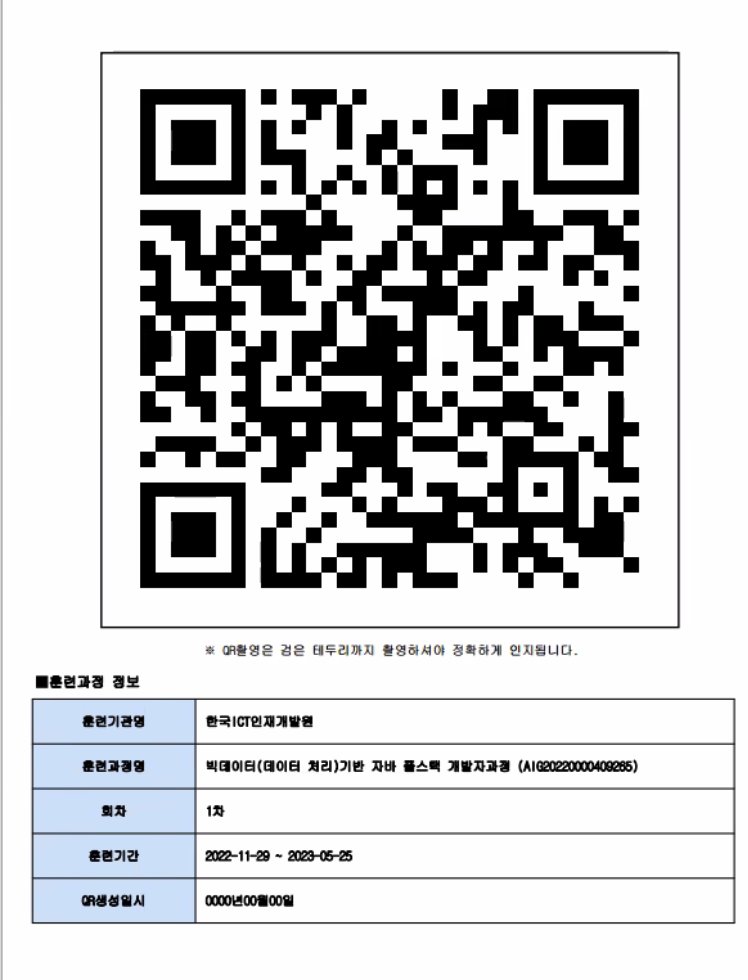 ※ QR촬영은 검은 테두리까지 촬영하셔야 정확하게 인지됩니다.
■훈련과정 정보
훈련기관명 한국ICT인재개발원
훈련과정명 빅데이터(데이터 처리)기반 자바 풀스택 개발자과정 (AIG20220000409265)
회차 1차
훈련기간 2022-11-29 ~ 2023-05-25
QR생성일시 0000년00월00일